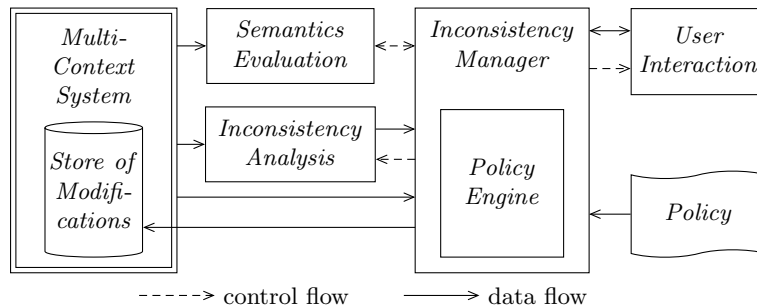 Multi-
Context
System
Store of
Modifi-
cations
Semantics
Evaluation
Inconsistency
Analysis
Inconsistency
Manager
Policy
Engine
User
Interaction
Policy
control flow
data flow